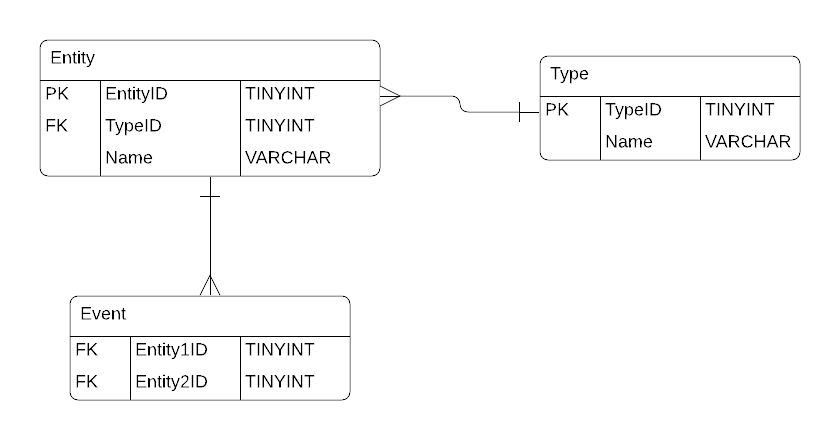 Entity
PK EntityID TINYINT
FK TypeID TINYINT
Name VARCHAR
Type
PK TypeID TINYINT
Name VARCHAR
Event
FK Entity1ID TINYINT
FK Entity2ID TINYINT